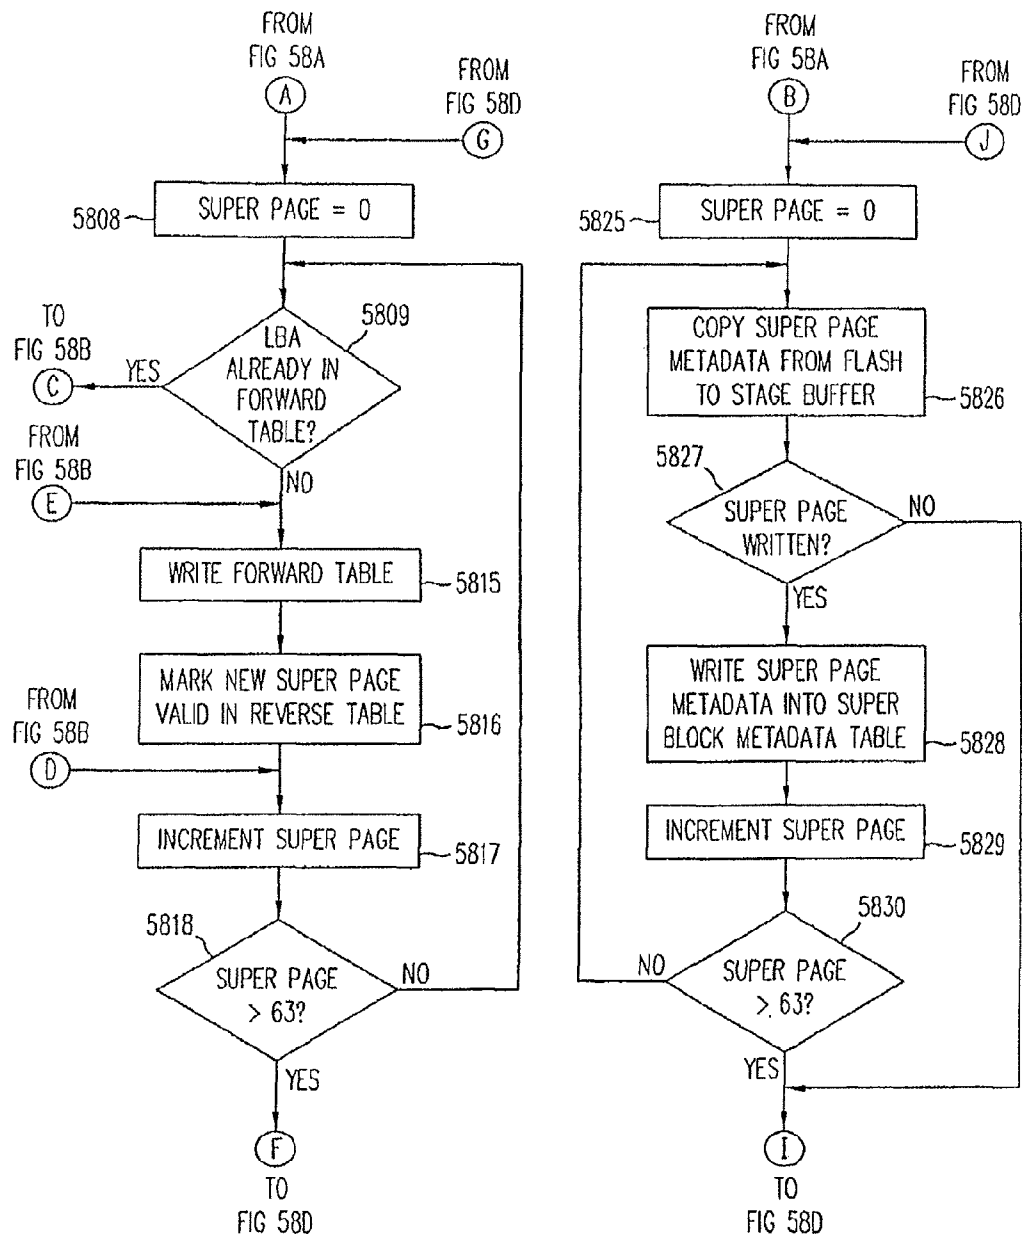 FROM
FIG 58A
A
FROM
FIG 58D
G
5808
SUPER PAGE = 0
5809
LBA
ALREADY IN
FORWARD
TABLE?
TO
FIG 58B
C
YES
NO
FROM
FIG 58B
E
WRITE FORWARD TABLE
5815
MARK NEW SUPER PAGE
VALID IN REVERSE TABLE
5816
FROM
FIG 58B
D
INCREMENT SUPER PAGE
5817
5818
SUPER PAGE
> 63?
NO
YES
F
TO
FIG 58D
FROM
FIG 58A
B
FROM
FIG 58D
J
5825
SUPER PAGE = 0
COPY SUPER PAGE
METADATA FROM FLASH
TO STAGE BUFFER
5826
5827
SUPER PAGE
WRITTEN?
NO
YES
WRITE SUPER PAGE
METADATA INTO SUPER
BLOCK METADATA TABLE
5828
INCREMENT SUPER PAGE
5829
5830
SUPER PAGE
> 63?
NO
YES
I
TO
FIG 58D